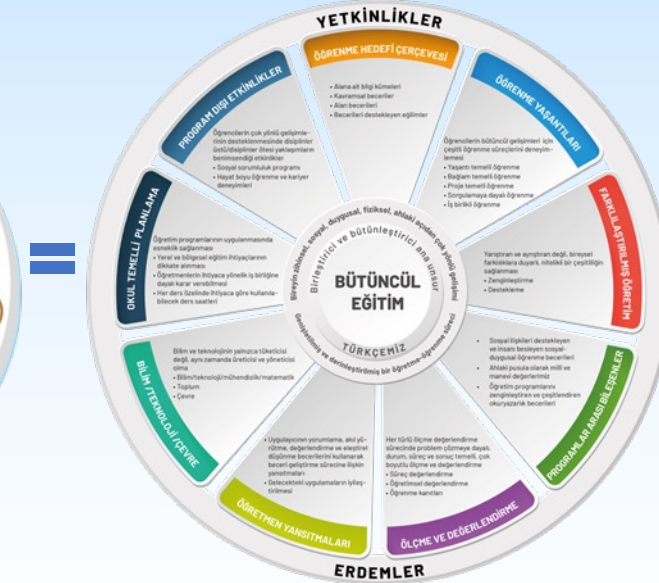 YETKİNLİKLER
ÖĞRENME HEDEFİ ÇERÇEVESİ
• Alana ait bilgi kümeleri
• Kavramsal beceriler
• Alan becerileri
• Becerileri destekleyen eğilimler
ÖĞRENME YAŞANTILARI
Öğrencilerin bütüncül gelişimleri için
çeşitli öğrenme süreçlerini deneyim-
lemesi
• Yaşantı temelli öğrenme
• Bağlam temelli öğrenme
• Proje temelli öğrenme
• Sorgulamaya dayalı öğrenme
• İş birlikli öğrenme
FARKLILAŞTIRILMIŞ ÖĞRETİM
Yarıştıran ve ayrıştıran değil, bireysel
farklılıklara duyarlı, nitelikli bir çeşitliliğin
sağlanması
• Zenginleştirme
• Destekleme
PROGRAMLAR ARASI BİLEŞENLER
• Sosyal ilişkileri destekleyen
ve insanı besleyen sosyal-
duygusal öğrenme becerileri
• Ahlaki pusula olarak millî ve
manevi değerlerimiz
• Öğretim programlarını
zenginleştiren ve çeşitlendiren
okuryazarlık becerileri
ÖLÇME VE DEĞERLENDİRME
Her türlü ölçme değerlendirme
sürecinde problem çözmeye dayalı,
durum, süreç ve sonuç temelli, çok
boyutlu ölçme ve değerlendirme
• Süreç değerlendirme
• Öğretimsel değerlendirme
• Öğrenme kanıtları
ÖĞRETMEN YANSITMALARI
• Uygulayıcının yorumlama, akıl yü-
rütme, değerlendirme ve eleştirel
düşünme becerilerini kullanarak
beceri geliştirme sürecine ilişkin
yansıtmaları
• Gelecekteki uygulamaların iyileş-
tirilmesi
BİLİM /TEKNOLOJİ /ÇEVRE
Bilim ve teknolojinin yalnızca tüketicisi
değil, aynı zamanda üreticisi ve yöneticisi
olma
• Bilim/teknoloji/mühendislik/matematik
• Toplum
• Çevre
OKUL TEMELLİ PLANLAMA
Öğretim programlarının uygulanmasında
esneklik sağlanması
• Yerel ve bölgesel eğitim ihtiyaçlarının
dikkate alınması
• Öğretmenlerin ihtiyaca yönelik iş birliğine
dayalı karar verebilmesi
• Her ders özelinde ihtiyaca göre kullanıla-
bilecek ders saatleri
PROGRAM DIŞI ETKİNLİKLER
Öğrencilerin çok yönlü gelişimle-
rinin desteklenmesinde disiplinler
üstü/disiplinler ötesi yaklaşımların
benimsendiği etkinlikler
• Sosyal sorumluluk programı
• Hayat boyu öğrenme ve kariyer
deneyimleri
Bireyin zihinsel, sosyal, duygusal, fiziksel, ahlaki açıdan çok yönlü gelişimi
Birleştirici ve bütünleştirici ana unsur
BÜTÜNCÜL
EĞİTİM
TÜRKÇEMİZ
Genişletilmiş ve derinleştirilmiş bir öğretme-öğrenme süreci
ERDEMLER